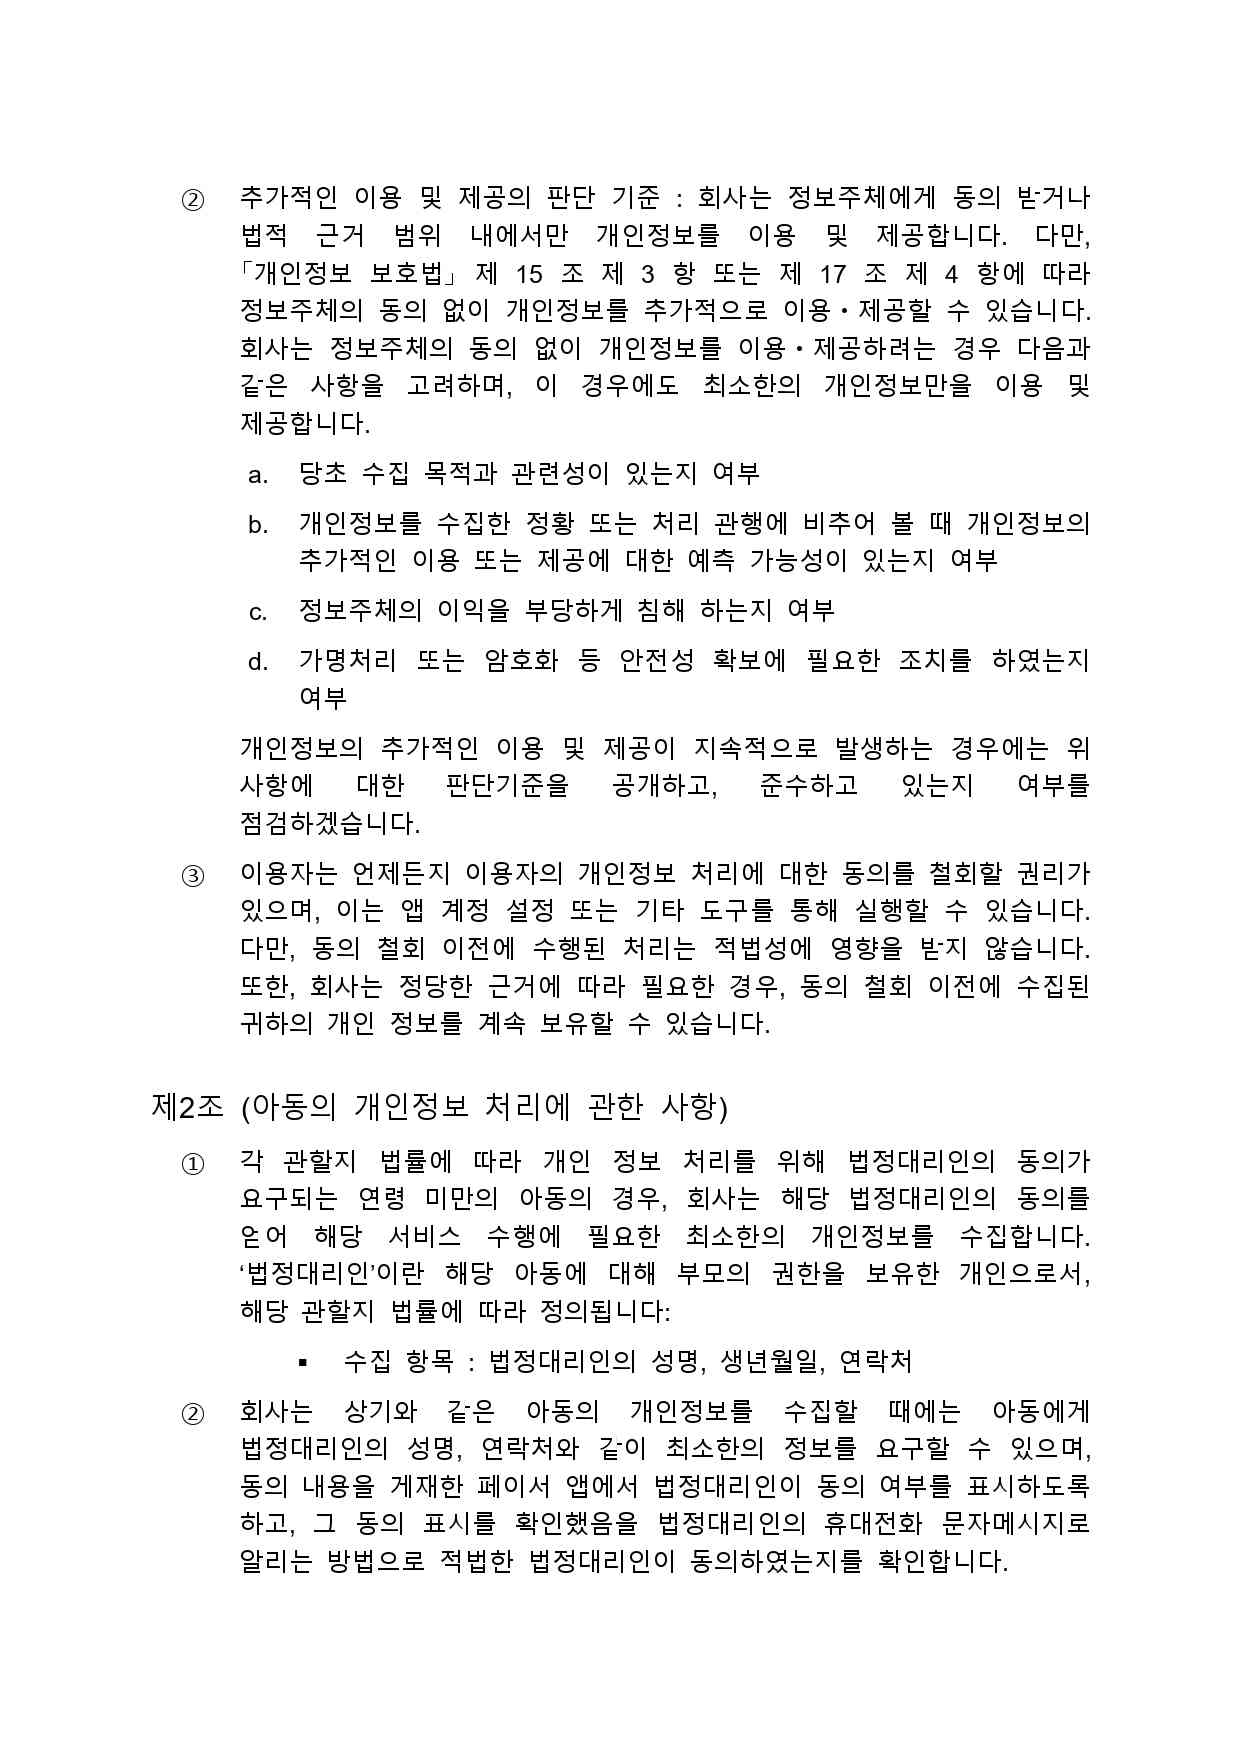 ② 추가적인 이용 및 제공의 판단 기준 : 회사는 정보주체에게 동의 받거나
법적 근거 범위 내에서만 개인정보를 이용 및 제공합니다. 다만,
「개인정보 보호법」 제 15 조 제 3 항 또는 제 17 조 제 4 항에 따라
정보주체의 동의 없이 개인정보를 추가적으로 이용・제공할 수 있습니다.
회사는 정보주체의 동의 없이 개인정보를 이용・제공하려는 경우 다음과
같은 사항을 고려하며, 이 경우에도 최소한의 개인정보만을 이용 및
제공합니다.
a. 당초 수집 목적과 관련성이 있는지 여부
b. 개인정보를 수집한 정황 또는 처리 관행에 비추어 볼 때 개인정보의
추가적인 이용 또는 제공에 대한 예측 가능성이 있는지 여부
c. 정보주체의 이익을 부당하게 침해 하는지 여부
d. 가명처리 또는 암호화 등 안전성 확보에 필요한 조치를 하였는지
여부
개인정보의 추가적인 이용 및 제공이 지속적으로 발생하는 경우에는 위
사항에 대한 판단기준을 공개하고, 준수하고 있는지 여부를
점검하겠습니다.
③ 이용자는 언제든지 이용자의 개인정보 처리에 대한 동의를 철회할 권리가
있으며, 이는 앱 계정 설정 또는 기타 도구를 통해 실행할 수 있습니다.
다만, 동의 철회 이전에 수행된 처리는 적법성에 영향을 받지 않습니다.
또한, 회사는 정당한 근거에 따라 필요한 경우, 동의 철회 이전에 수집된
귀하의 개인 정보를 계속 보유할 수 있습니다.
제2조 (아동의 개인정보 처리에 관한 사항)
① 각 관할지 법률에 따라 개인 정보 처리를 위해 법정대리인의 동의가
요구되는 연령 미만의 아동의 경우, 회사는 해당 법정대리인의 동의를
얻어 해당 서비스 수행에 필요한 최소한의 개인정보를 수집합니다.
‘법정대리인’이란 해당 아동에 대해 부모의 권한을 보유한 개인으로서,
해당 관할지 법률에 따라 정의됩니다:
▪ 수집 항목 : 법정대리인의 성명, 생년월일, 연락처
② 회사는 상기와 같은 아동의 개인정보를 수집할 때에는 아동에게
법정대리인의 성명, 연락처와 같이 최소한의 정보를 요구할 수 있으며,
동의 내용을 게재한 페이서 앱에서 법정대리인이 동의 여부를 표시하도록
하고, 그 동의 표시를 확인했음을 법정대리인의 휴대전화 문자메시지로
알리는 방법으로 적법한 법정대리인이 동의하였는지를 확인합니다.